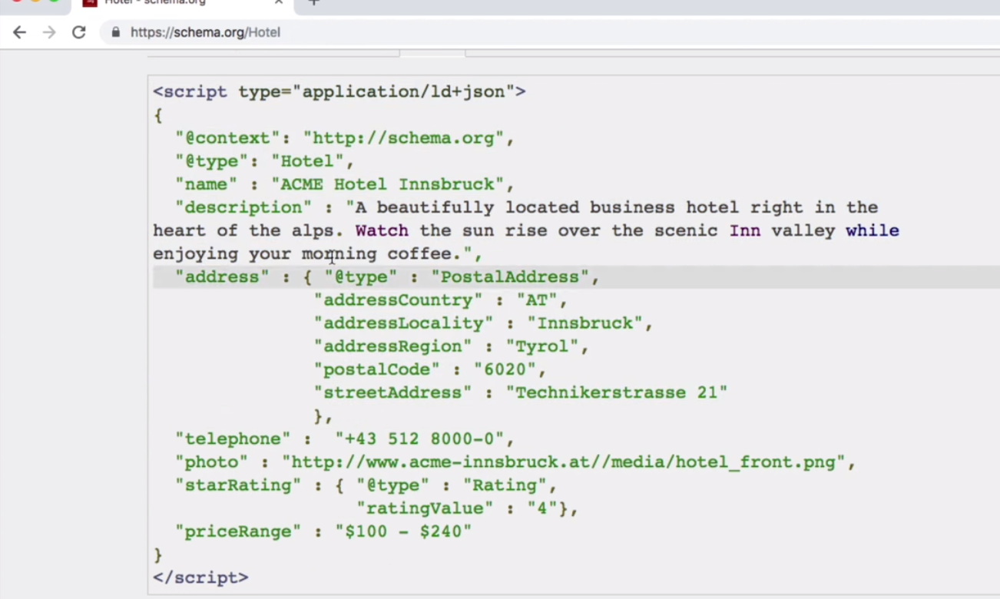 Hotel - schema.org
https://schema.org/Hotel
<script type="application/ld+json">
{
"@context": "http://schema.org",
"@type": "Hotel",
"name" : "ACME Hotel Innsbruck",
"description" : "A beautifully located business hotel right in the
heart of the alps. Watch the sun rise over the scenic Inn valley while
enjoying your morning coffee.",
"address" : { "@type" : "PostalAddress",
"addressCountry" : "AT",
"addressLocality" : "Innsbruck",
"addressRegion" : "Tyrol",
"postalCode" : "6020",
"streetAddress" : "Technikerstrasse 21"
},
"telephone" : "+43 512 8000-0",
"photo" : "http://www.acme-innsbruck.at//media/hotel_front.png",
"starRating" : { "@type" : "Rating",
"ratingValue" : "4"},
"priceRange" : "$100 - $240"
}
</script>